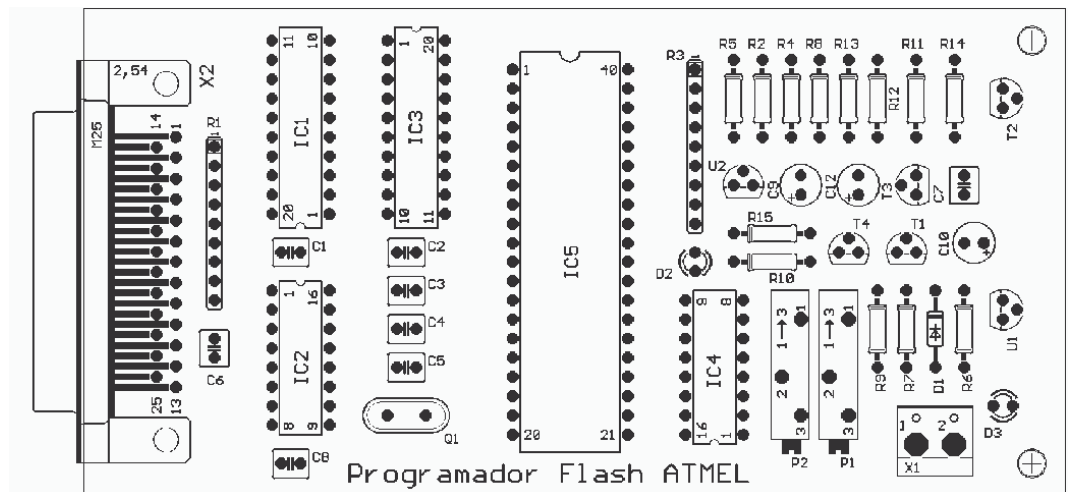 2,54
X2
M25
14
1
25
13
R1
1
C6
11
10
IC1
20
1
C1
1
16
IC2
8
9
C8
1
20
IC3
10
11
C2
C3
C4
C5
Q1
1
40
IC5
20
21
R3
1
R5
R2
R4
R8
R13
R12
R11
R14
T2
U2
C9
C12
T3
C7
R15
R10
T4
T1
C10
D2
9
8
IC4
16
1
1→3
1
2
3
P2
1→3
1
2
3
P1
R9
R7
D1
R6
U1
D3
1
2
X1
Programador Flash ATMEL